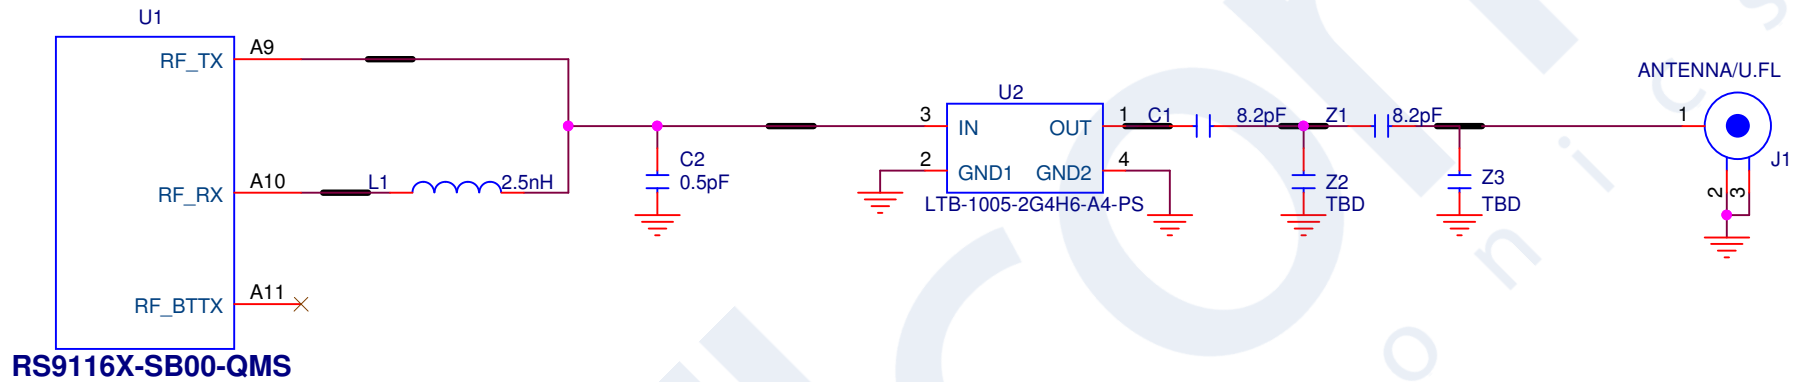 U1
RF_TX
A9
RF_RX
A10
L1
2.5nH
RF_BTTX
A11
RS9116X-SB00-QMS
C2
0.5pF
U2
3
IN
OUT
1
2
GND1
GND2
4
LTB-1005-2G4H6-A4-PS
C1
8.2pF
Z1
8.2pF
Z2
TBD
Z3
TBD
ANTENNA/U.FL
1
J1
2
3